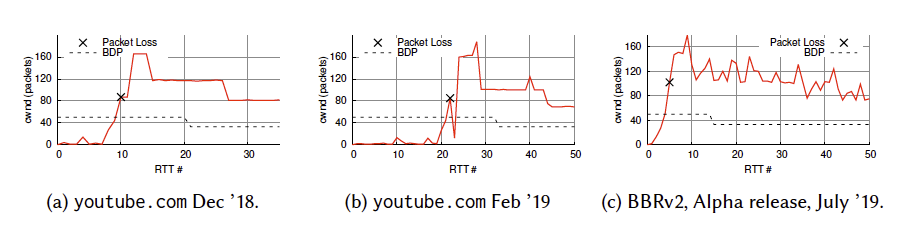 Packet Loss
BDP
cwnd (packets)
160
120
80
40
0
0 10 20 30
RTT #
(a) youtube.com Dec ’18.
Packet Loss
BDP
cwnd (packets)
160
120
80
40
0
0 10 20 30 40 50
RTT #
(b) youtube.com Feb ’19
Packet Loss
BDP
cwnd (packets)
160
120
80
40
0
0 10 20 30 40 50
RTT #
(c) BBRv2, Alpha release, July ’19.